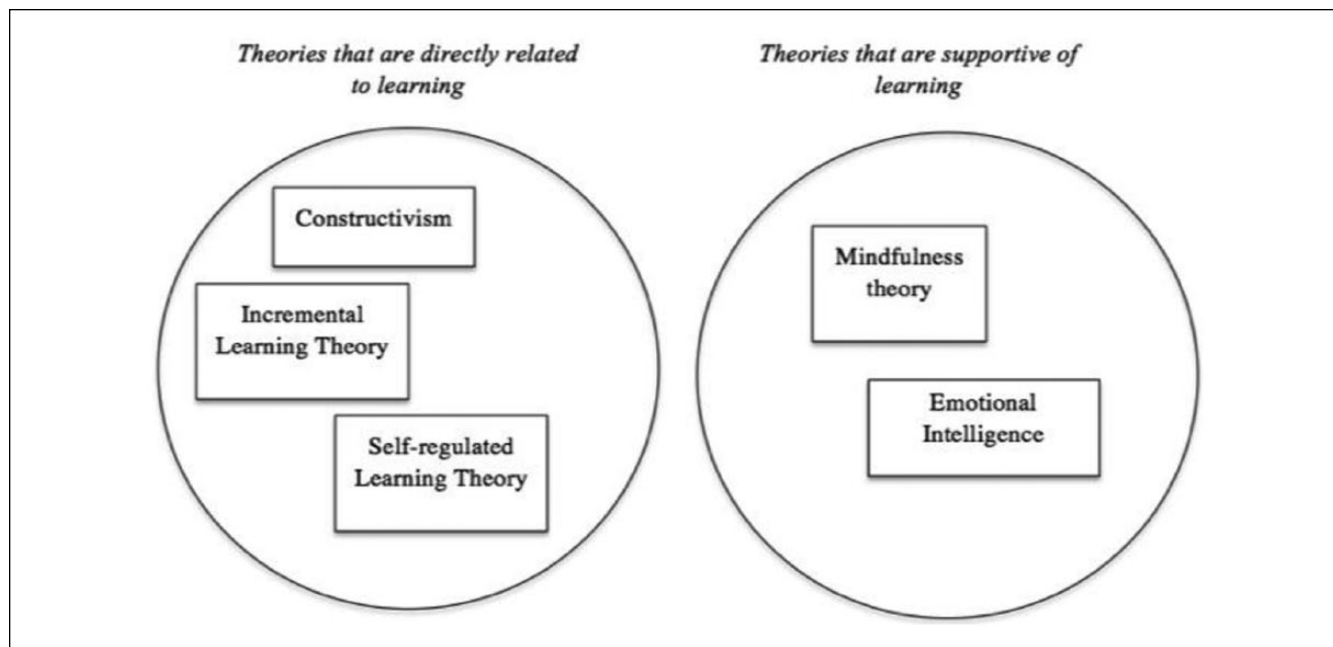 Theories that are directly related
to learning
Constructivism
Incremental
Learning Theory
Self-regulated
Learning Theory
Theories that are supportive of
learning
Mindfulness
theory
Emotional
Intelligence